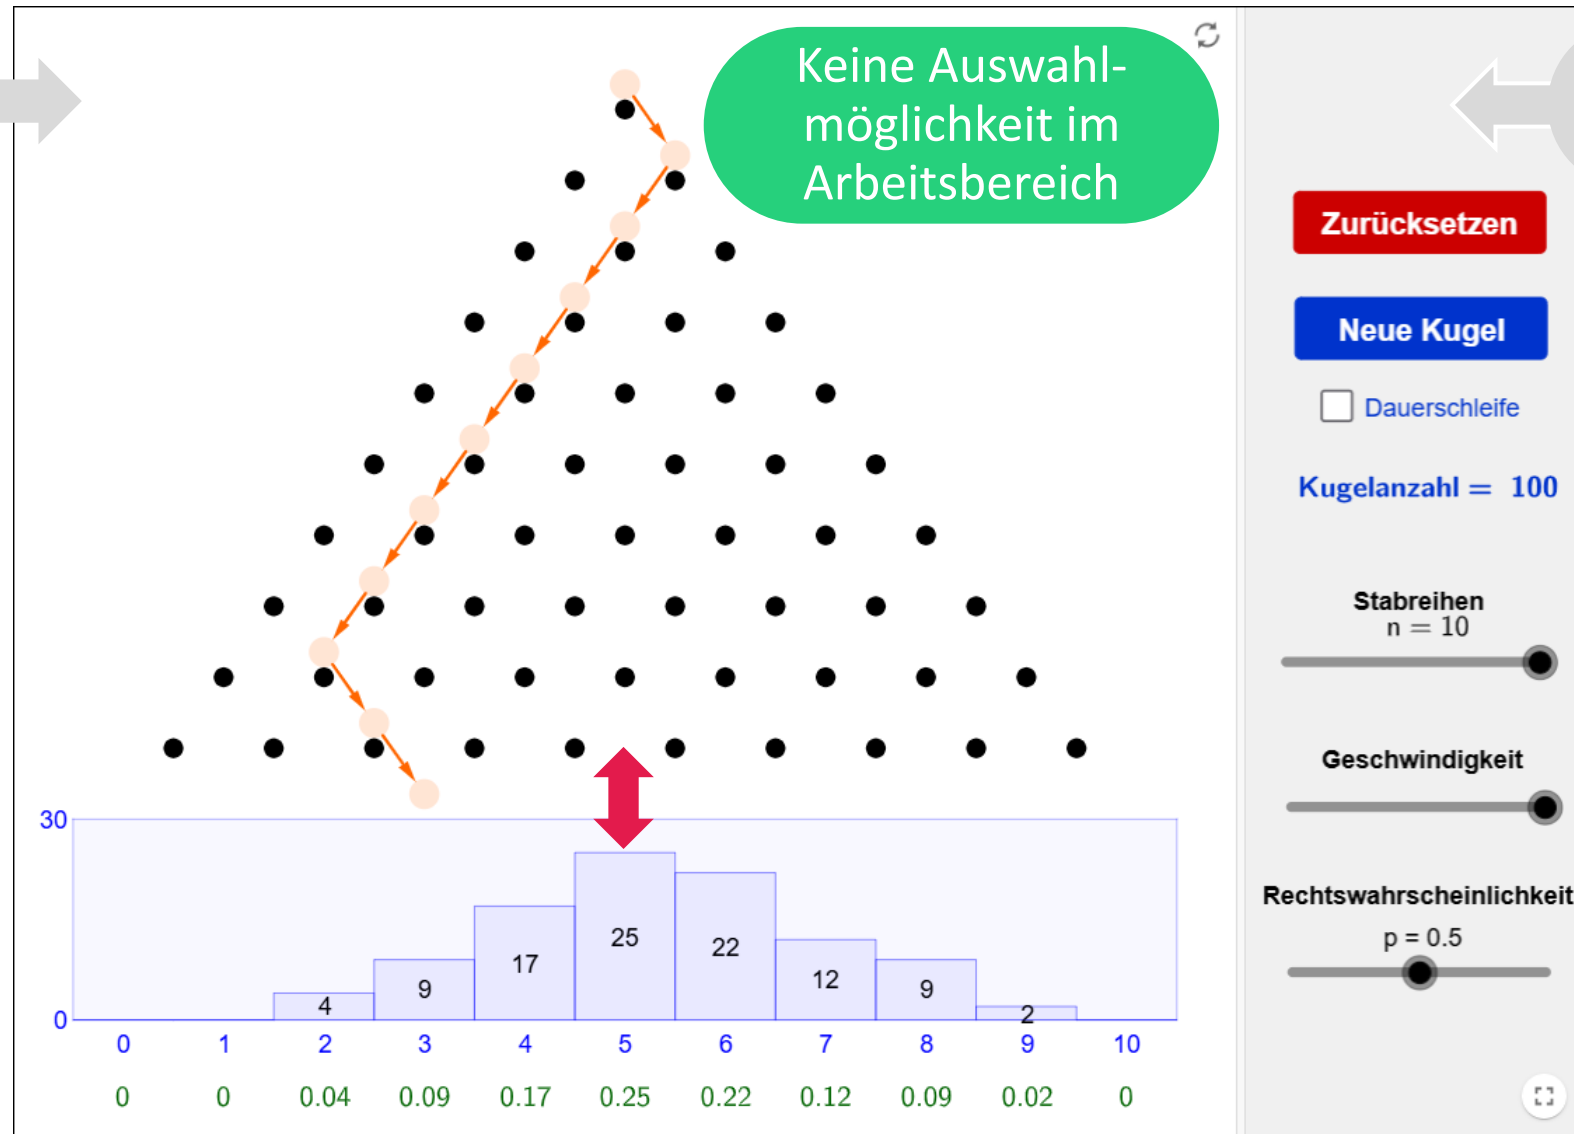 Keine Auswahl-
möglichkeit im
Arbeitsbereich
Zurücksetzen
Neue Kugel
Dauerschleife
Kugelanzahl = 100
Stabreihen
n = 10
Geschwindigkeit
Rechtswahrscheinlichkeit
p = 0.5
30
0
4 9 17 25 22 12 9 2
0 1 2 3 4 5 6 7 8 9 10
0 0 0.04 0.09 0.17 0.25 0.22 0.12 0.09 0.02 0